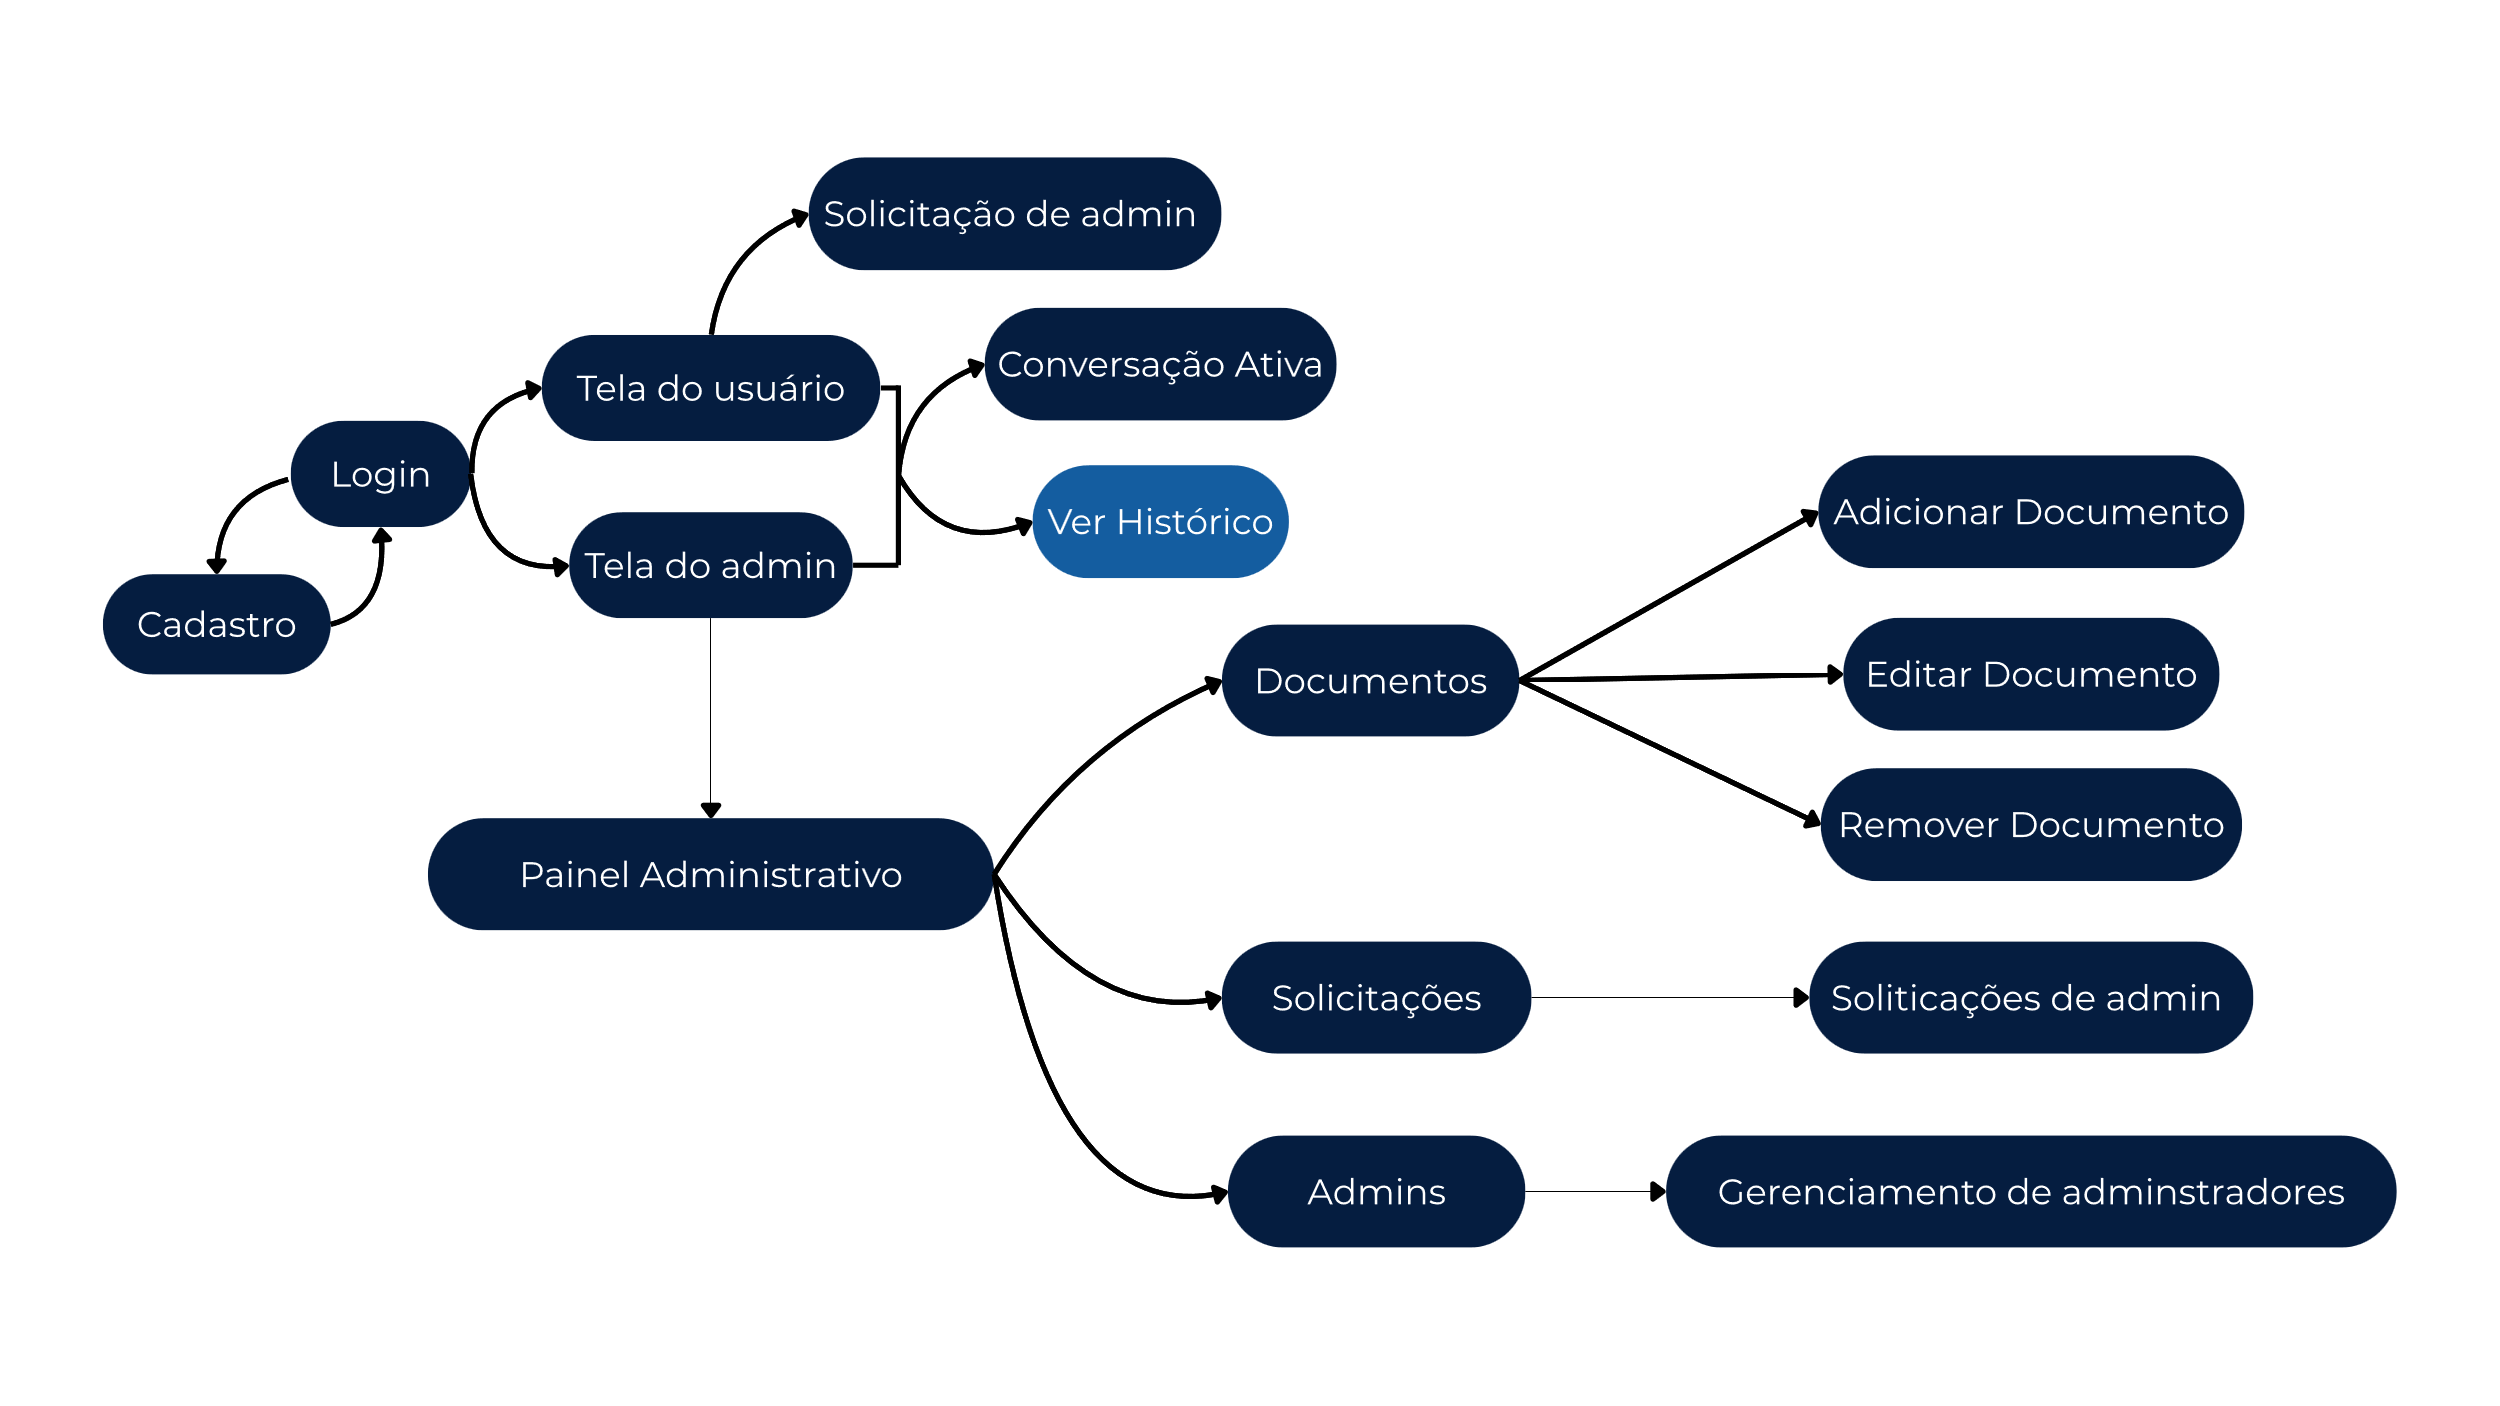 Solicitação de admin
Conversação Ativa
Tela do usuário
Login
Ver Histórico
Tela do admin
Cadastro
Adicionar Documento
Documentos
Editar Documento
Remover Documento
Painel Administrativo
Solicitações
Soliticações de admin
Admins
Gerenciamento de adminstradores